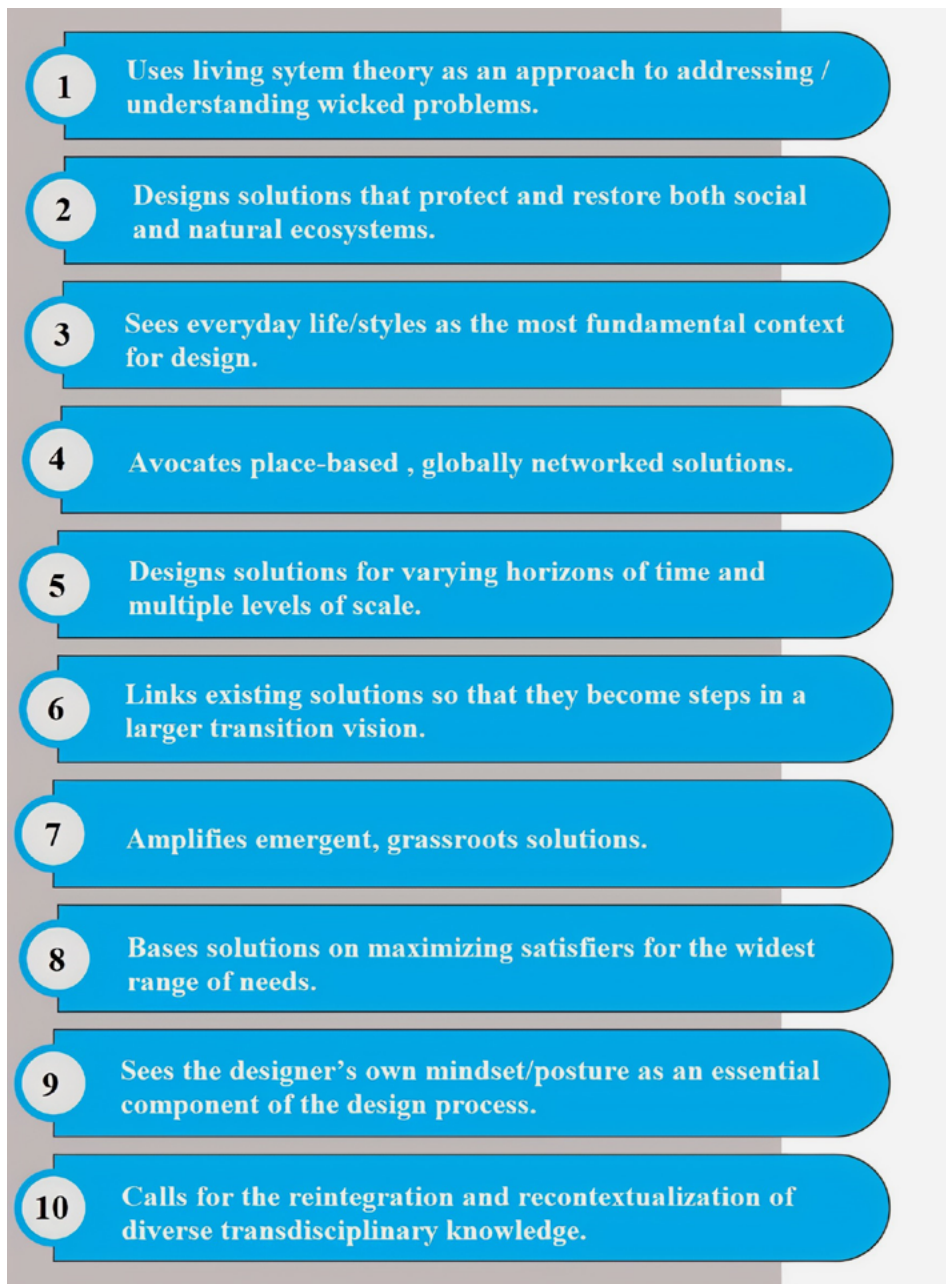 1
Uses living sytem theory as an approach to addressing /
understanding wicked problems.
2
Designs solutions that protect and restore both social
and natural ecosystems.
3
Sees everyday life/styles as the most fundamental context
for design.
4
Avocates place-based , globally networked solutions.
5
Designs solutions for varying horizons of time and
multiple levels of scale.
6
Links existing solutions so that they become steps in a
larger transition vision.
7
Amplifies emergent, grassroots solutions.
8
Bases solutions on maximizing satisfiers for the widest
range of needs.
9
Sees the designer’s own mindset/posture as an essential
component of the design process.
10
Calls for the reintegration and recontextualization of
diverse transdisciplinary knowledge.